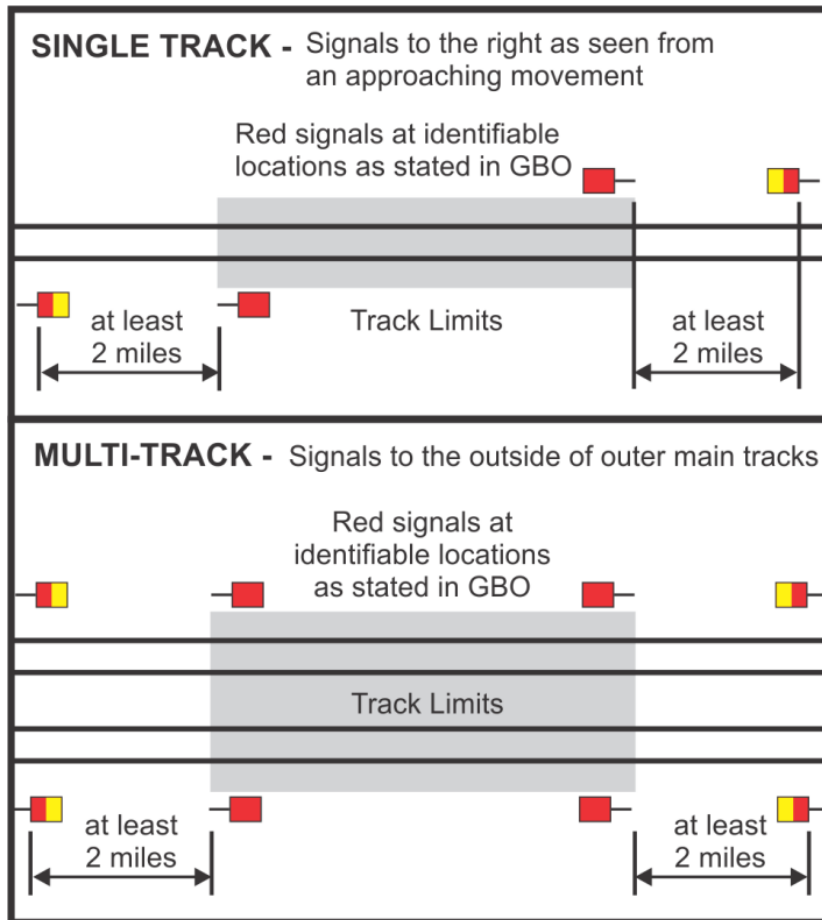 SINGLE TRACK - Signals to the right as seen from
an approaching movement
Red signals at identifiable
locations as stated in GBO
at least
2 miles
Track Limits
at least
2 miles
MULTI-TRACK - Signals to the outside of outer main tracks
Red signals at
identifiable locations
as stated in GBO
Track Limits
at least
2 miles
at least
2 miles